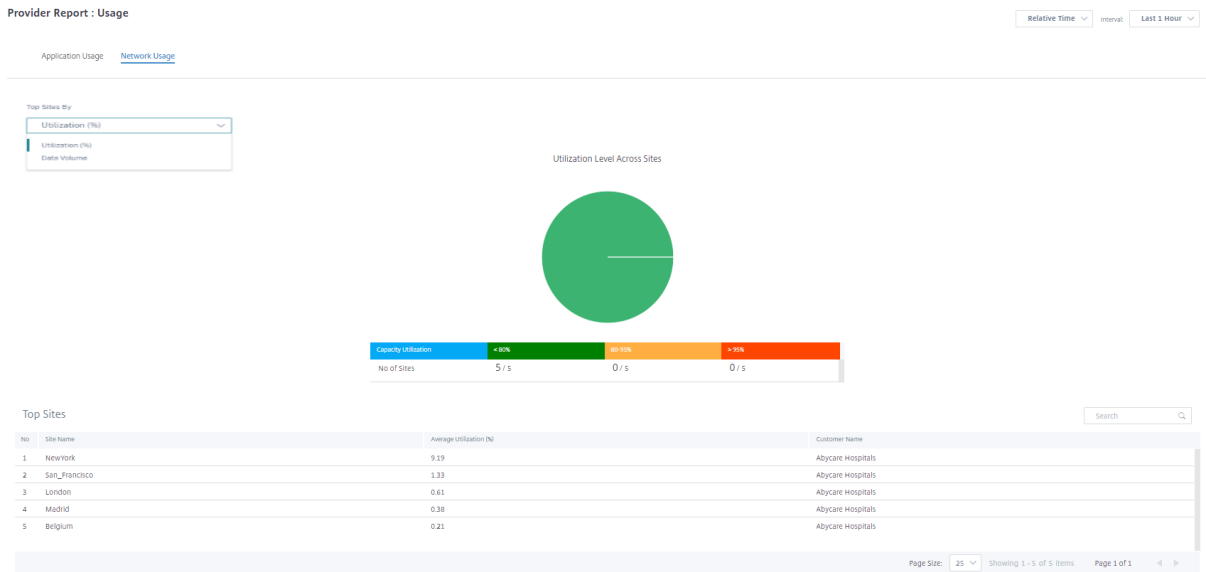 Provider Report : Usage
Relative Time Interval: Last 1 Hour
Application Usage Network Usage
Top Sites By
Utilization (%)
Utilization (%)
Data Volume
Utilization Level Across Sites
Capacity Utilization < 80% 80-95% > 95%
No of Sites 5 / 5 0 / 5 0 / 5
Top Sites Search
No Site Name Average Utilization (%) Customer Name
1 NewYork 9.19 Abycare Hospitals
2 San_Francisco 1.33 Abycare Hospitals
3 London 0.61 Abycare Hospitals
4 Madrid 0.38 Abycare Hospitals
5 Belgium 0.21 Abycare Hospitals
Page Size: 25 Showing 1 - 5 of 5 items Page 1 of 1